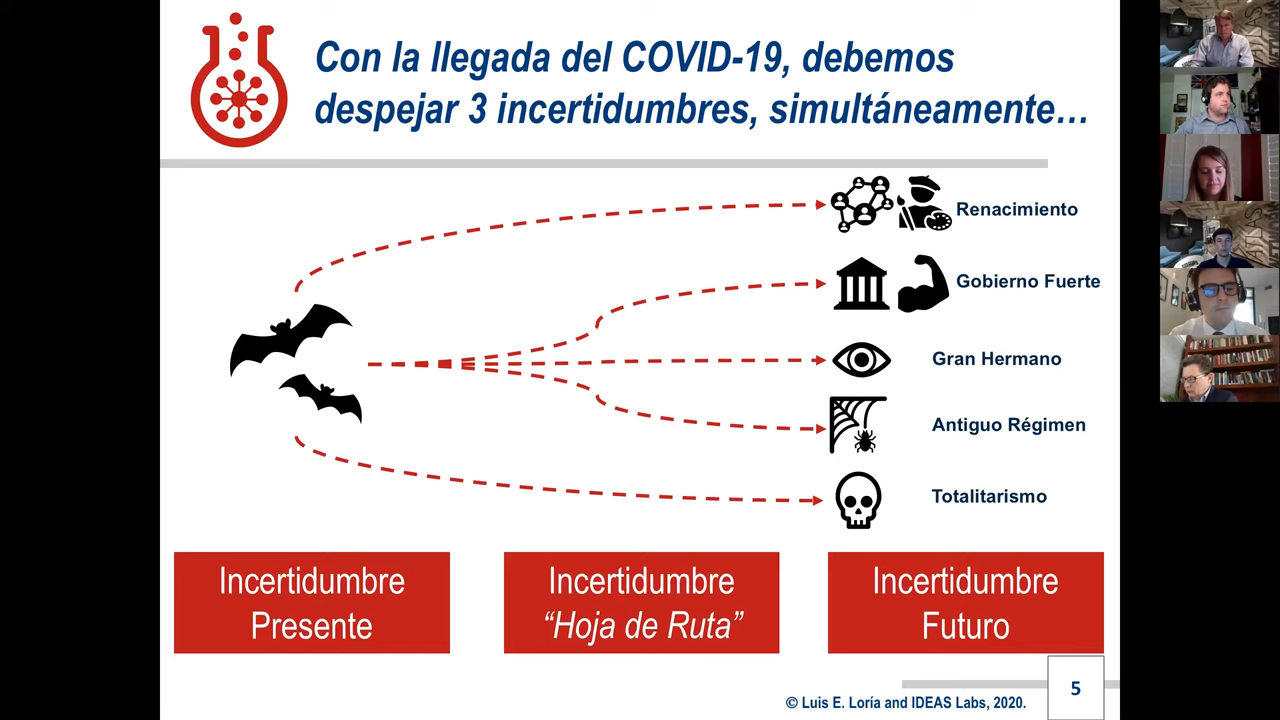 Con la llegada del COVID-19, debemos
despejar 3 incertidumbres, simultáneamente…
Renacimiento
Gobierno Fuerte
Gran Hermano
Antiguo Régimen
Totalitarismo
Incertidumbre
Presente
Incertidumbre
“Hoja de Ruta”
Incertidumbre
Futuro
© Luis E. Loría and IDEAS Labs, 2020.
5